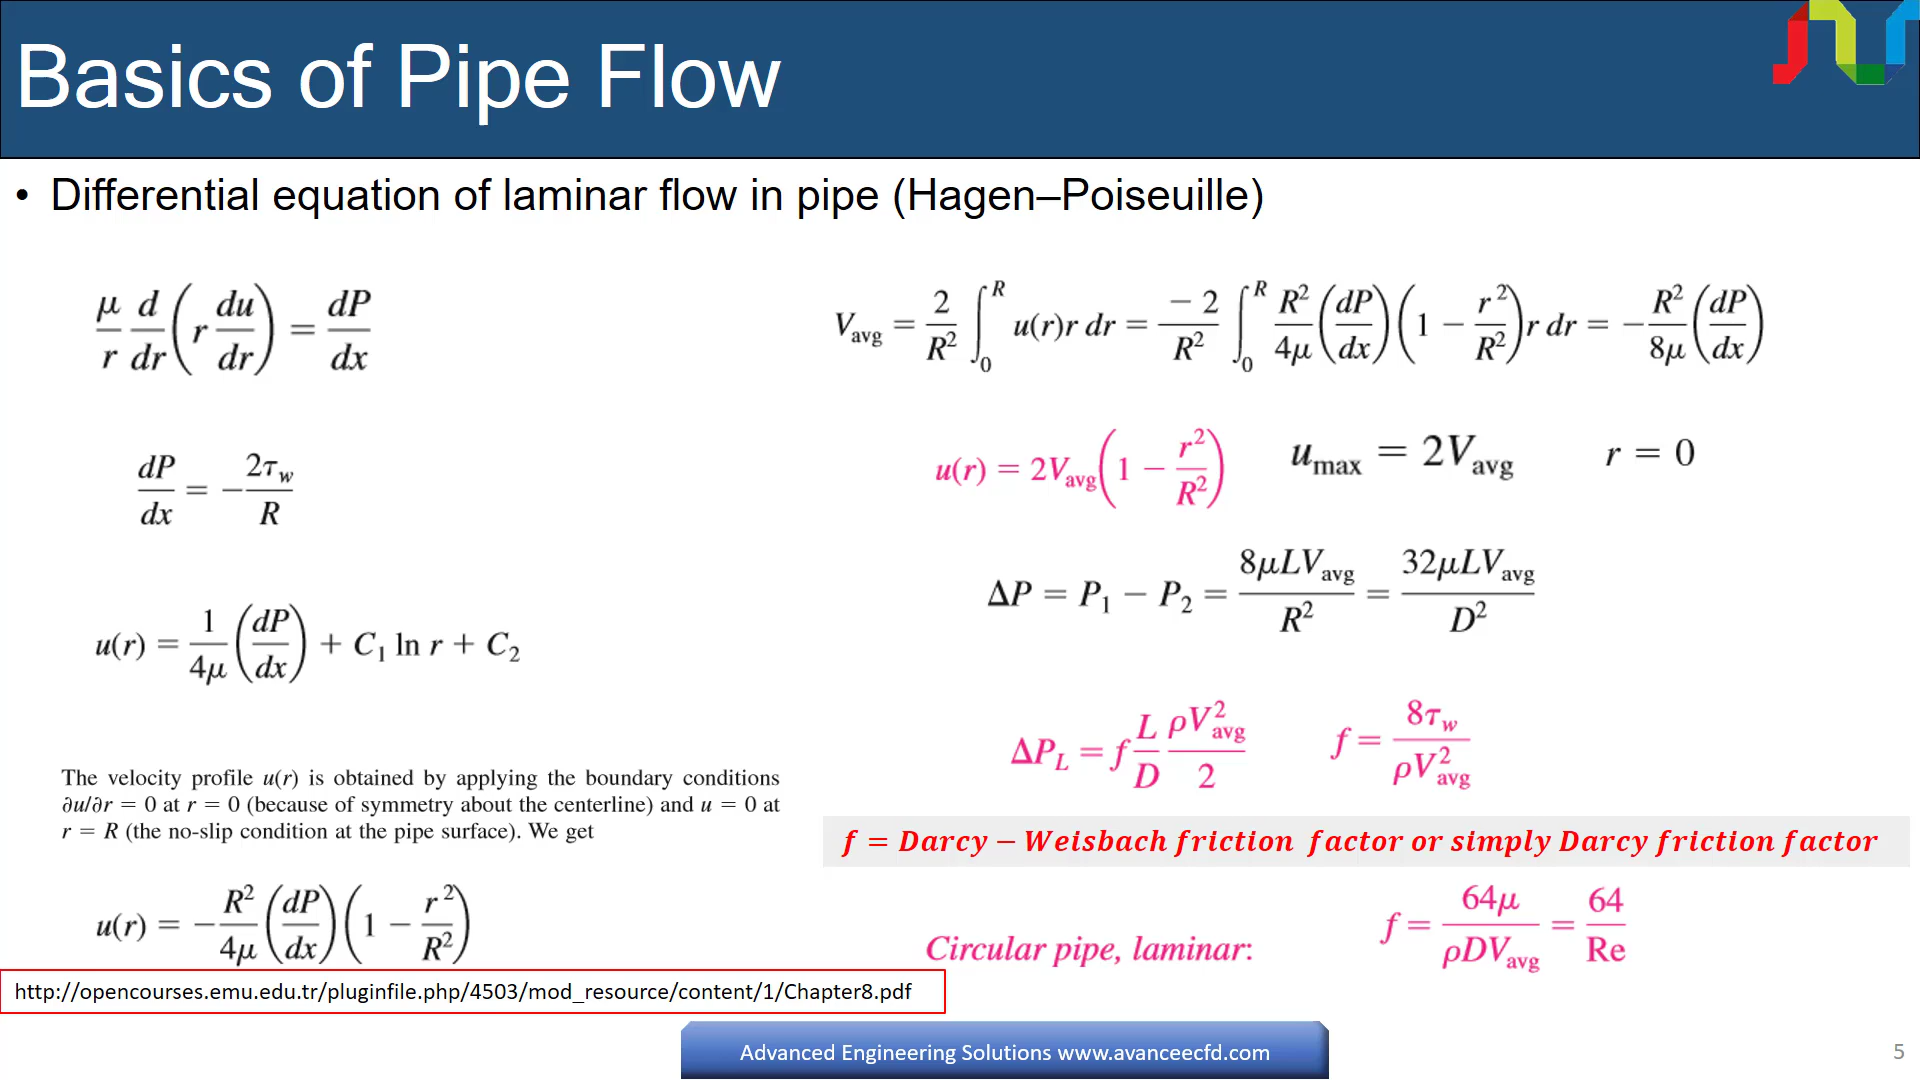 Basics of Pipe Flow
• Differential equation of laminar flow in pipe (Hagen–Poiseuille)
μ/r d/dr (r du/dr) = dP/dx
dP/dx = −2τ_w/R
u(r) = 1/4μ (dP/dx) + C₁ ln r + C₂
The velocity profile u(r) is obtained by applying the boundary conditions
∂u/∂r = 0 at r = 0 (because of symmetry about the centerline) and u = 0 at
r = R (the no-slip condition at the pipe surface). We get
u(r) = −R²/4μ (dP/dx)(1 − r²/R²)
http://opencourses.emu.edu.tr/pluginfile.php/4503/mod_resource/content/1/Chapter8.pdf
V_avg = 2/R² ∫₀^R u(r)r dr = −2/R² ∫₀^R R²/4μ (dP/dx)(1 − r²/R²)r dr = −R²/8μ (dP/dx)
u(r) = 2V_avg(1 − r²/R²) u_max = 2V_avg r = 0
ΔP = P₁ − P₂ = 8μLV_avg/R² = 32μLV_avg/D²
ΔP_L = f L/D ρV²_avg/2 f = 8τ_w/ρV²_avg
f = Darcy − Weisbach friction factor or simply Darcy friction factor
Circular pipe, laminar: f = 64μ/ρDV_avg = 64/Re
Advanced Engineering Solutions www.avanceecfd.com
5